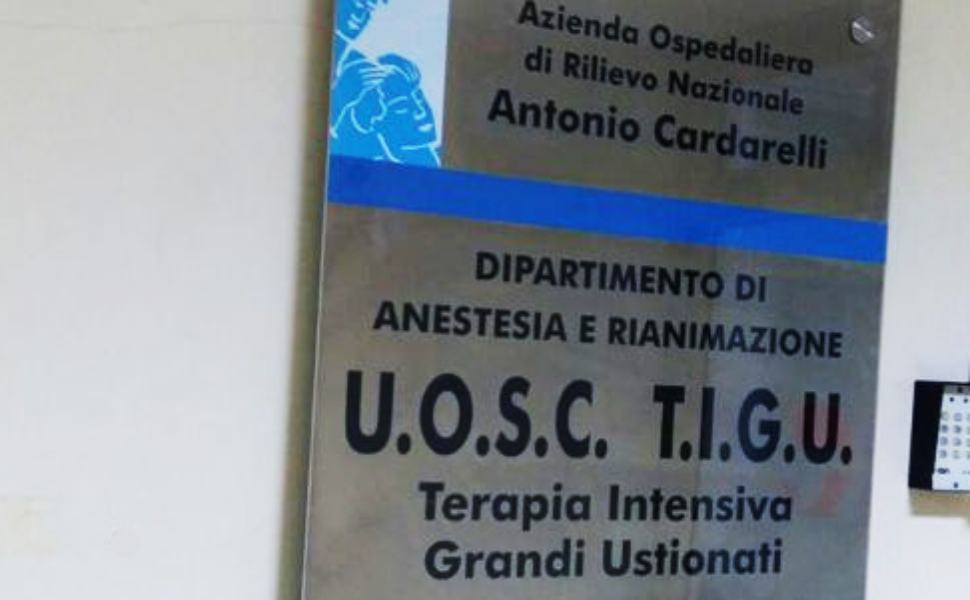 Azienda Ospedaliera
di Rilievo Nazionale
Antonio Cardarelli
DIPARTIMENTO DI
ANESTESIA E RIANIMAZIONE
U.O.S.C. T.I.G.U.
Terapia Intensiva
Grandi Ustionati